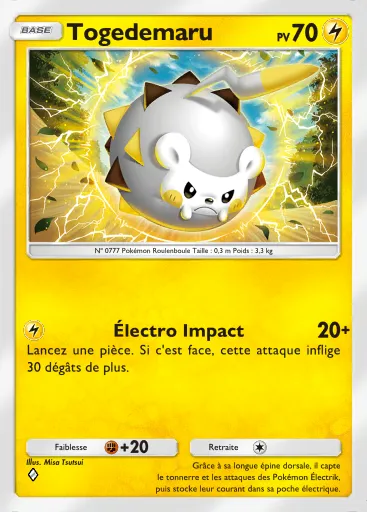 BASE Togedemaru PV 70
N° 0777 Pokémon Roulenboule Taille : 0,3 m Poids : 3,3 kg
Électro Impact 20+
Lancez une pièce. Si c'est face, cette attaque inflige
30 dégâts de plus.
Faiblesse +20 Retraite
Illus. Misa Tsutsui
Grâce à sa longue épine dorsale, il capte
le tonnerre et les attaques des Pokémon Électrik,
puis stocke leur courant dans sa poche électrique.